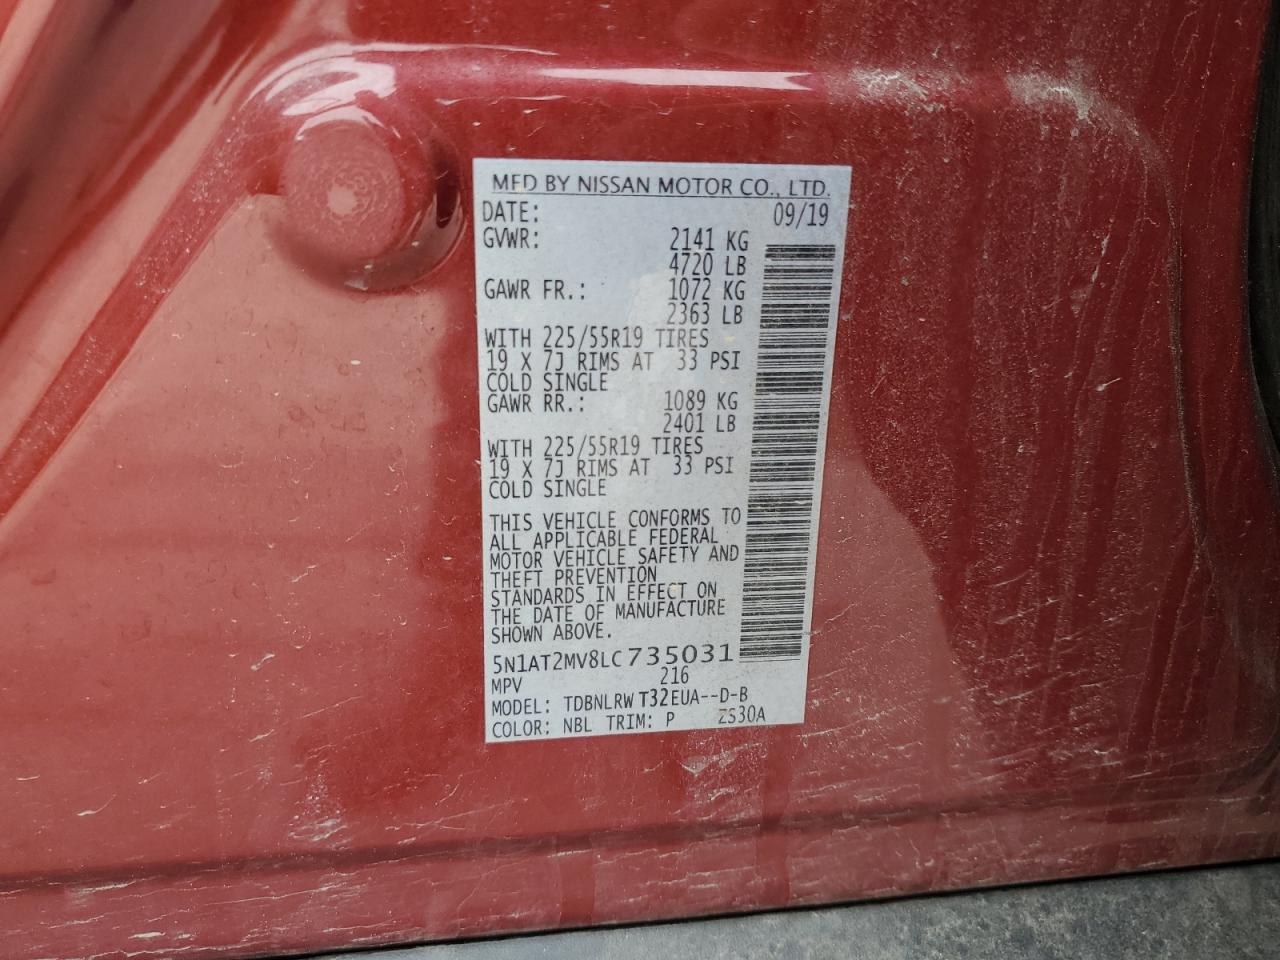 MFD BY NISSAN MOTOR CO., LTD.
DATE: 09/19
GVWR: 2141 KG
4720 LB
GAWR FR.: 1072 KG
2363 LB
WITH 225/55R19 TIRES
19 X 7J RIMS AT 33 PSI
COLD SINGLE
GAWR RR.: 1089 KG
2401 LB
WITH 225/55R19 TIRES
19 X 7J RIMS AT 33 PSI
COLD SINGLE
THIS VEHICLE CONFORMS TO
ALL APPLICABLE FEDERAL
MOTOR VEHICLE SAFETY AND
THEFT PREVENTION
STANDARDS IN EFFECT ON
THE DATE OF MANUFACTURE
SHOWN ABOVE.
5N1AT2MV8LC735031
MPV 216
MODEL: TDBNLRW T32EUA--D-B
COLOR: NBL TRIM: P ZS30A